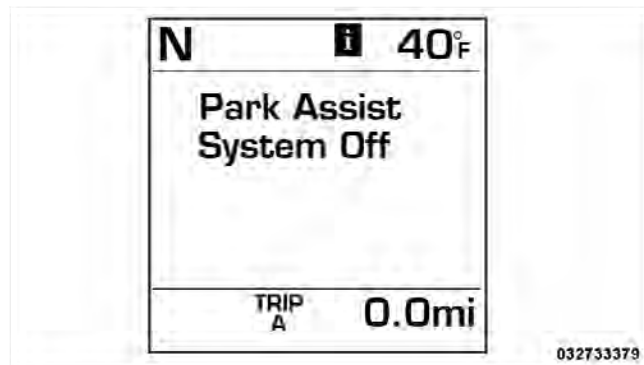 N i 40°F
Park Assist
System Off
TRIP
A 0.0mi
032733379